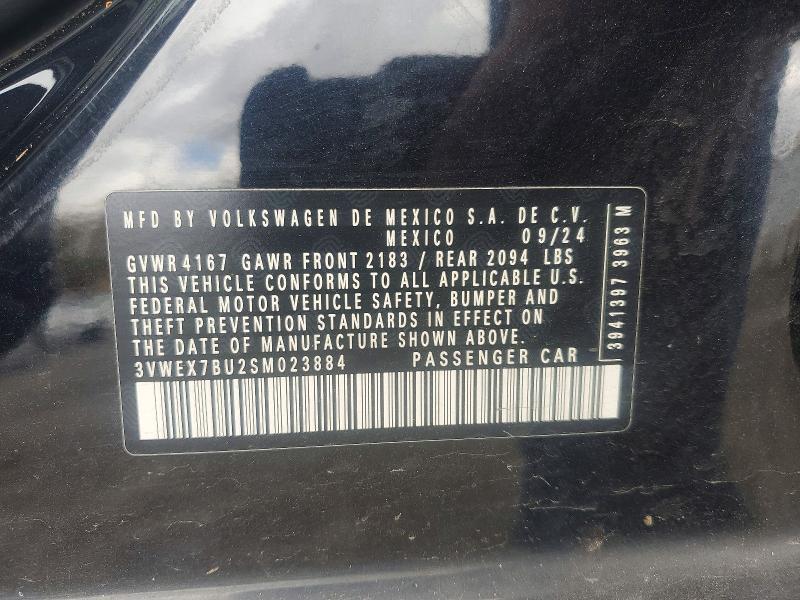 MFD BY VOLKSWAGEN DE MEXICO S.A. DE C.V.
MEXICO 09/24
GVWR 4167 GAWR FRONT 2183 / REAR 2094 LBS
THIS VEHICLE CONFORMS TO ALL APPLICABLE U.S.
FEDERAL MOTOR VEHICLE SAFETY, BUMPER AND
THEFT PREVENTION STANDARDS IN EFFECT ON
THE DATE OF MANUFACTURE SHOWN ABOVE.
3VWEX7BU2SM023884 PASSENGER CAR
3941397 3963 M